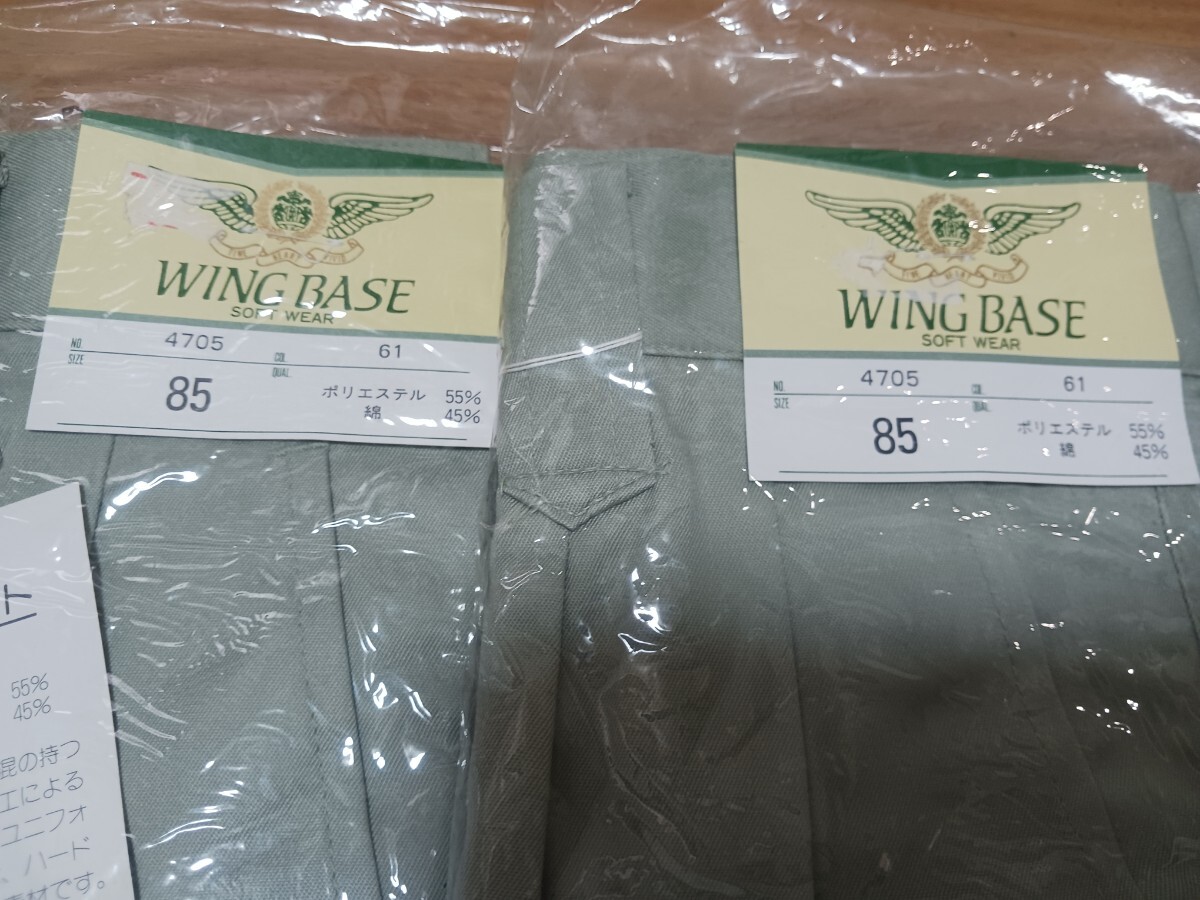 WING BASE
SOFT WEAR
NO. 4705 COL. 61
SIZE 85 QUAL. ポリエステル 55%
綿 45%
WING BASE
SOFT WEAR
NO. 4705 COL. 61
SIZE 85 QUAL. ポリエステル 55%
綿 45%
ト
55%
45%
混の持つ
工による
ユニフォ
、ハード
素材です。